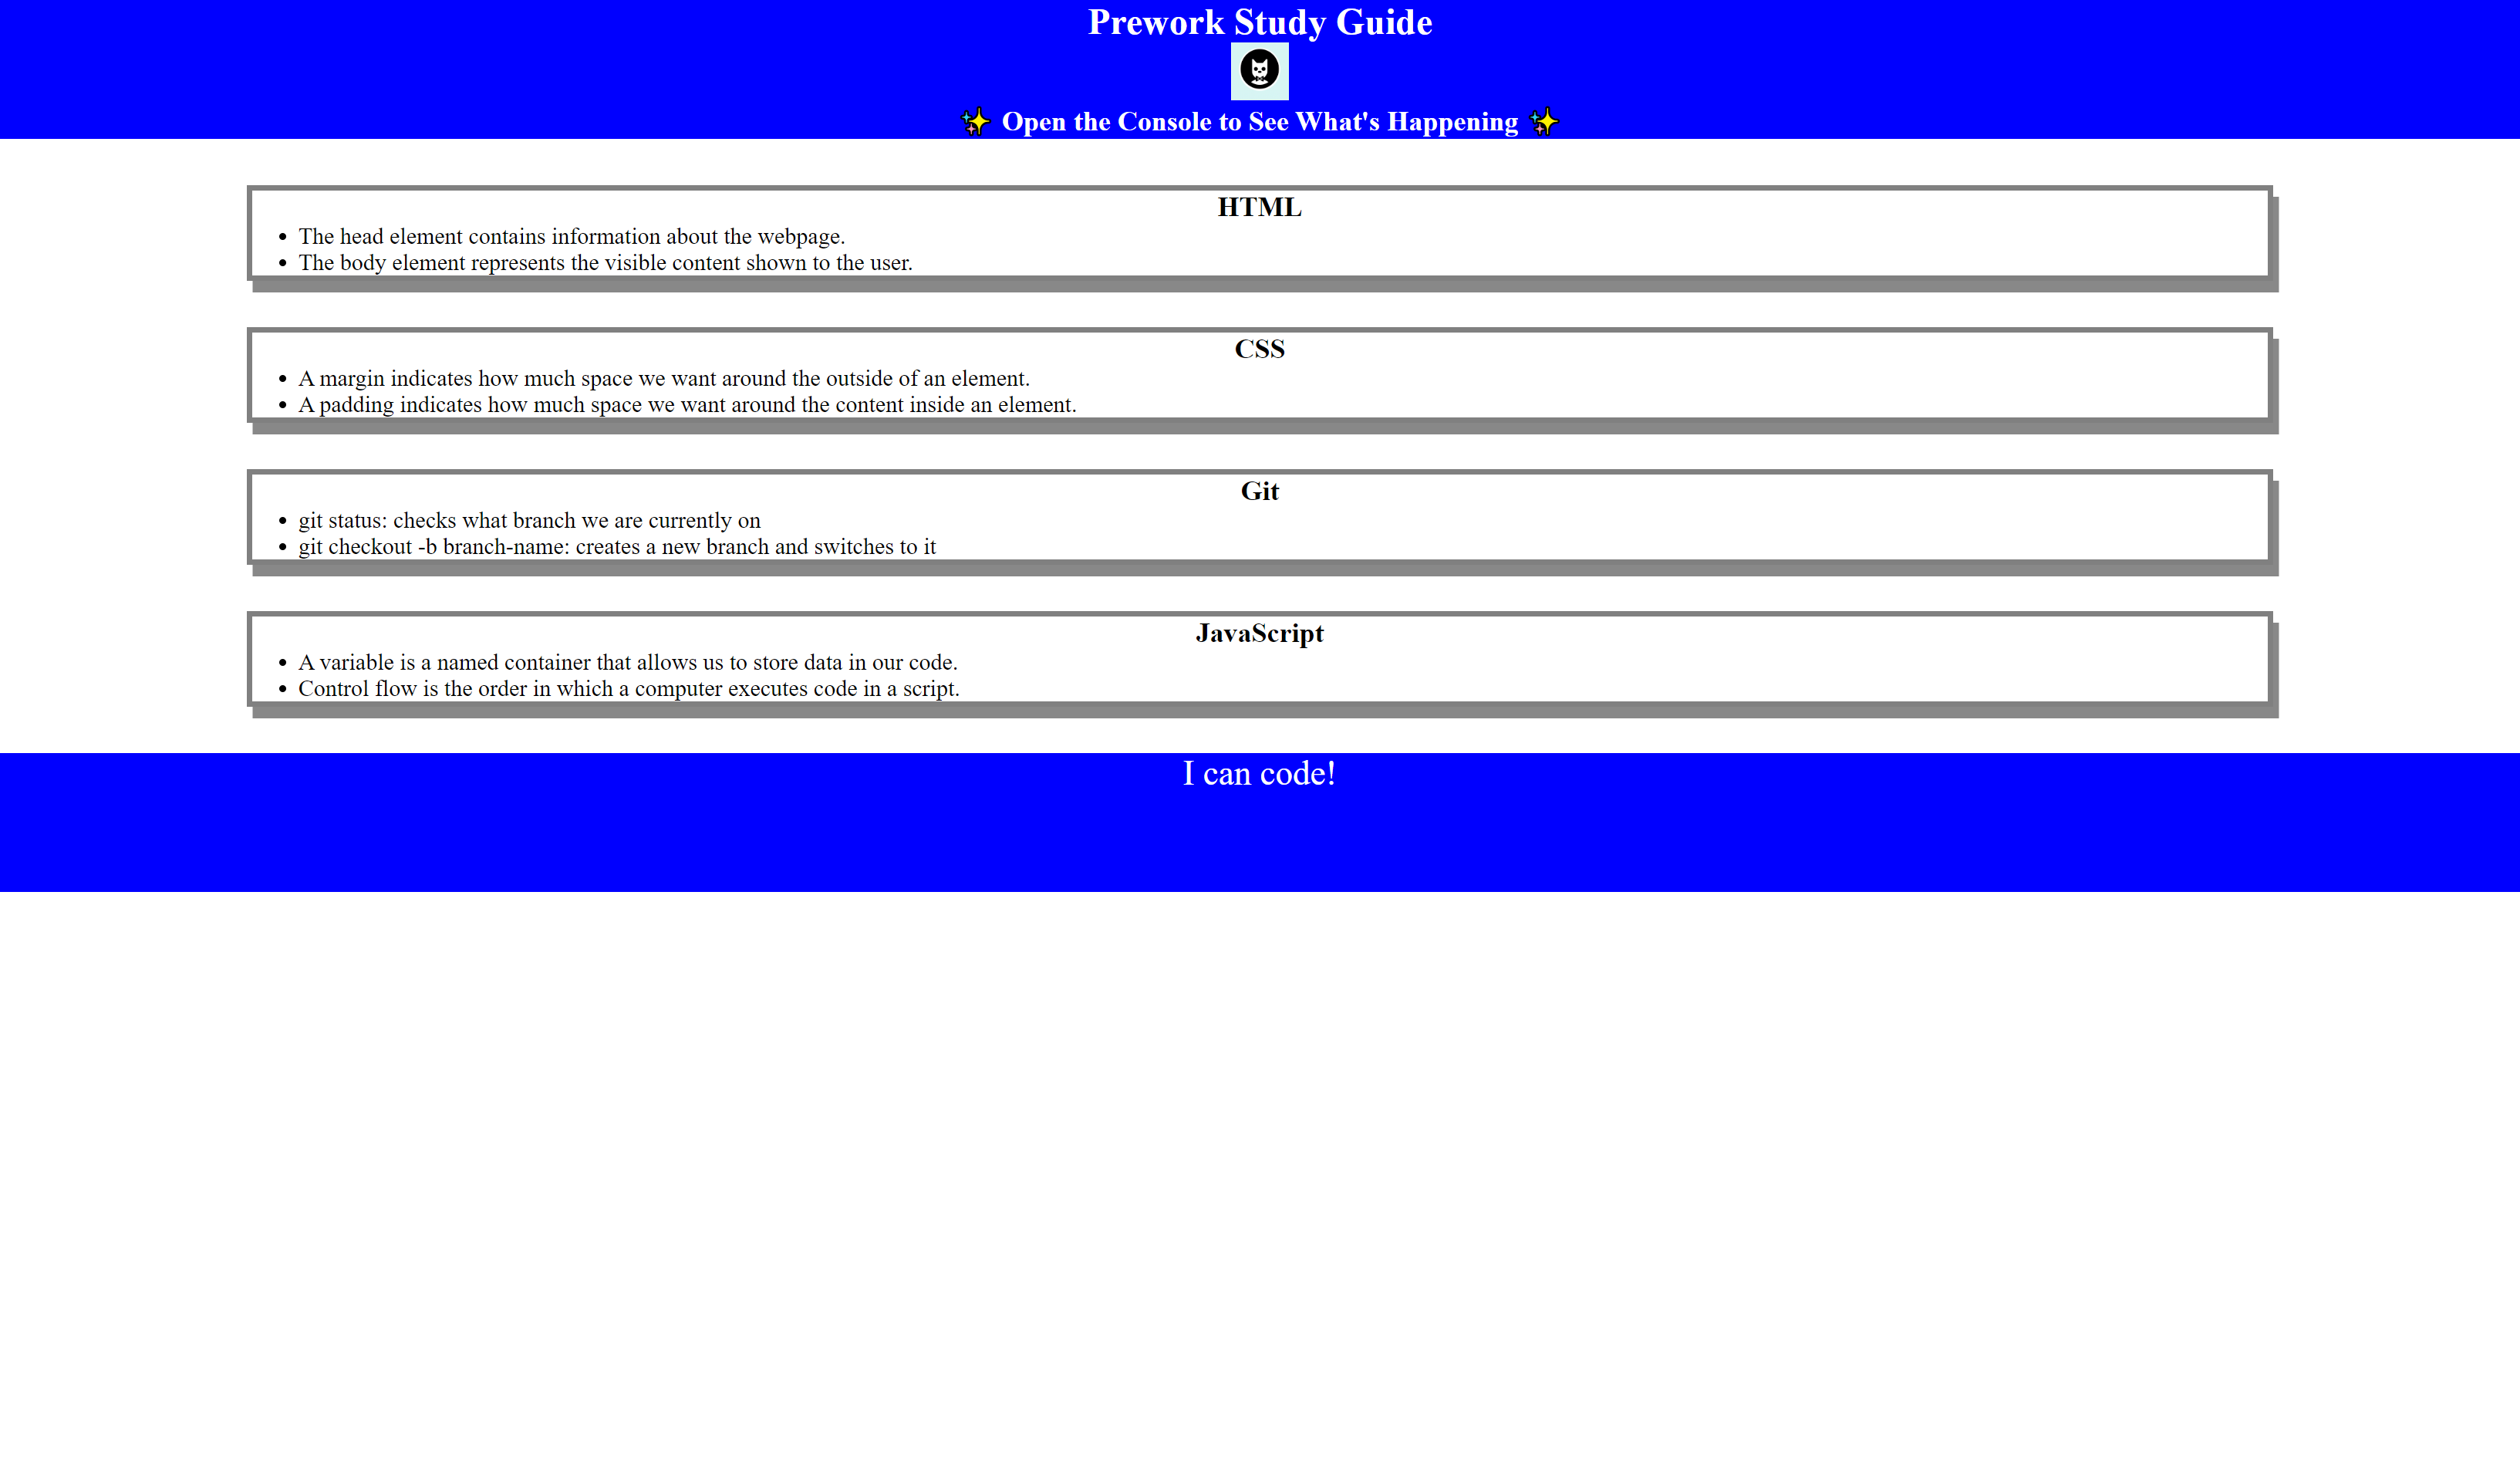 Prework Study Guide
✨ Open the Console to See What's Happening ✨
HTML
• The head element contains information about the webpage.
• The body element represents the visible content shown to the user.
CSS
• A margin indicates how much space we want around the outside of an element.
• A padding indicates how much space we want around the content inside an element.
Git
• git status: checks what branch we are currently on
• git checkout -b branch-name: creates a new branch and switches to it
JavaScript
• A variable is a named container that allows us to store data in our code.
• Control flow is the order in which a computer executes code in a script.
I can code!